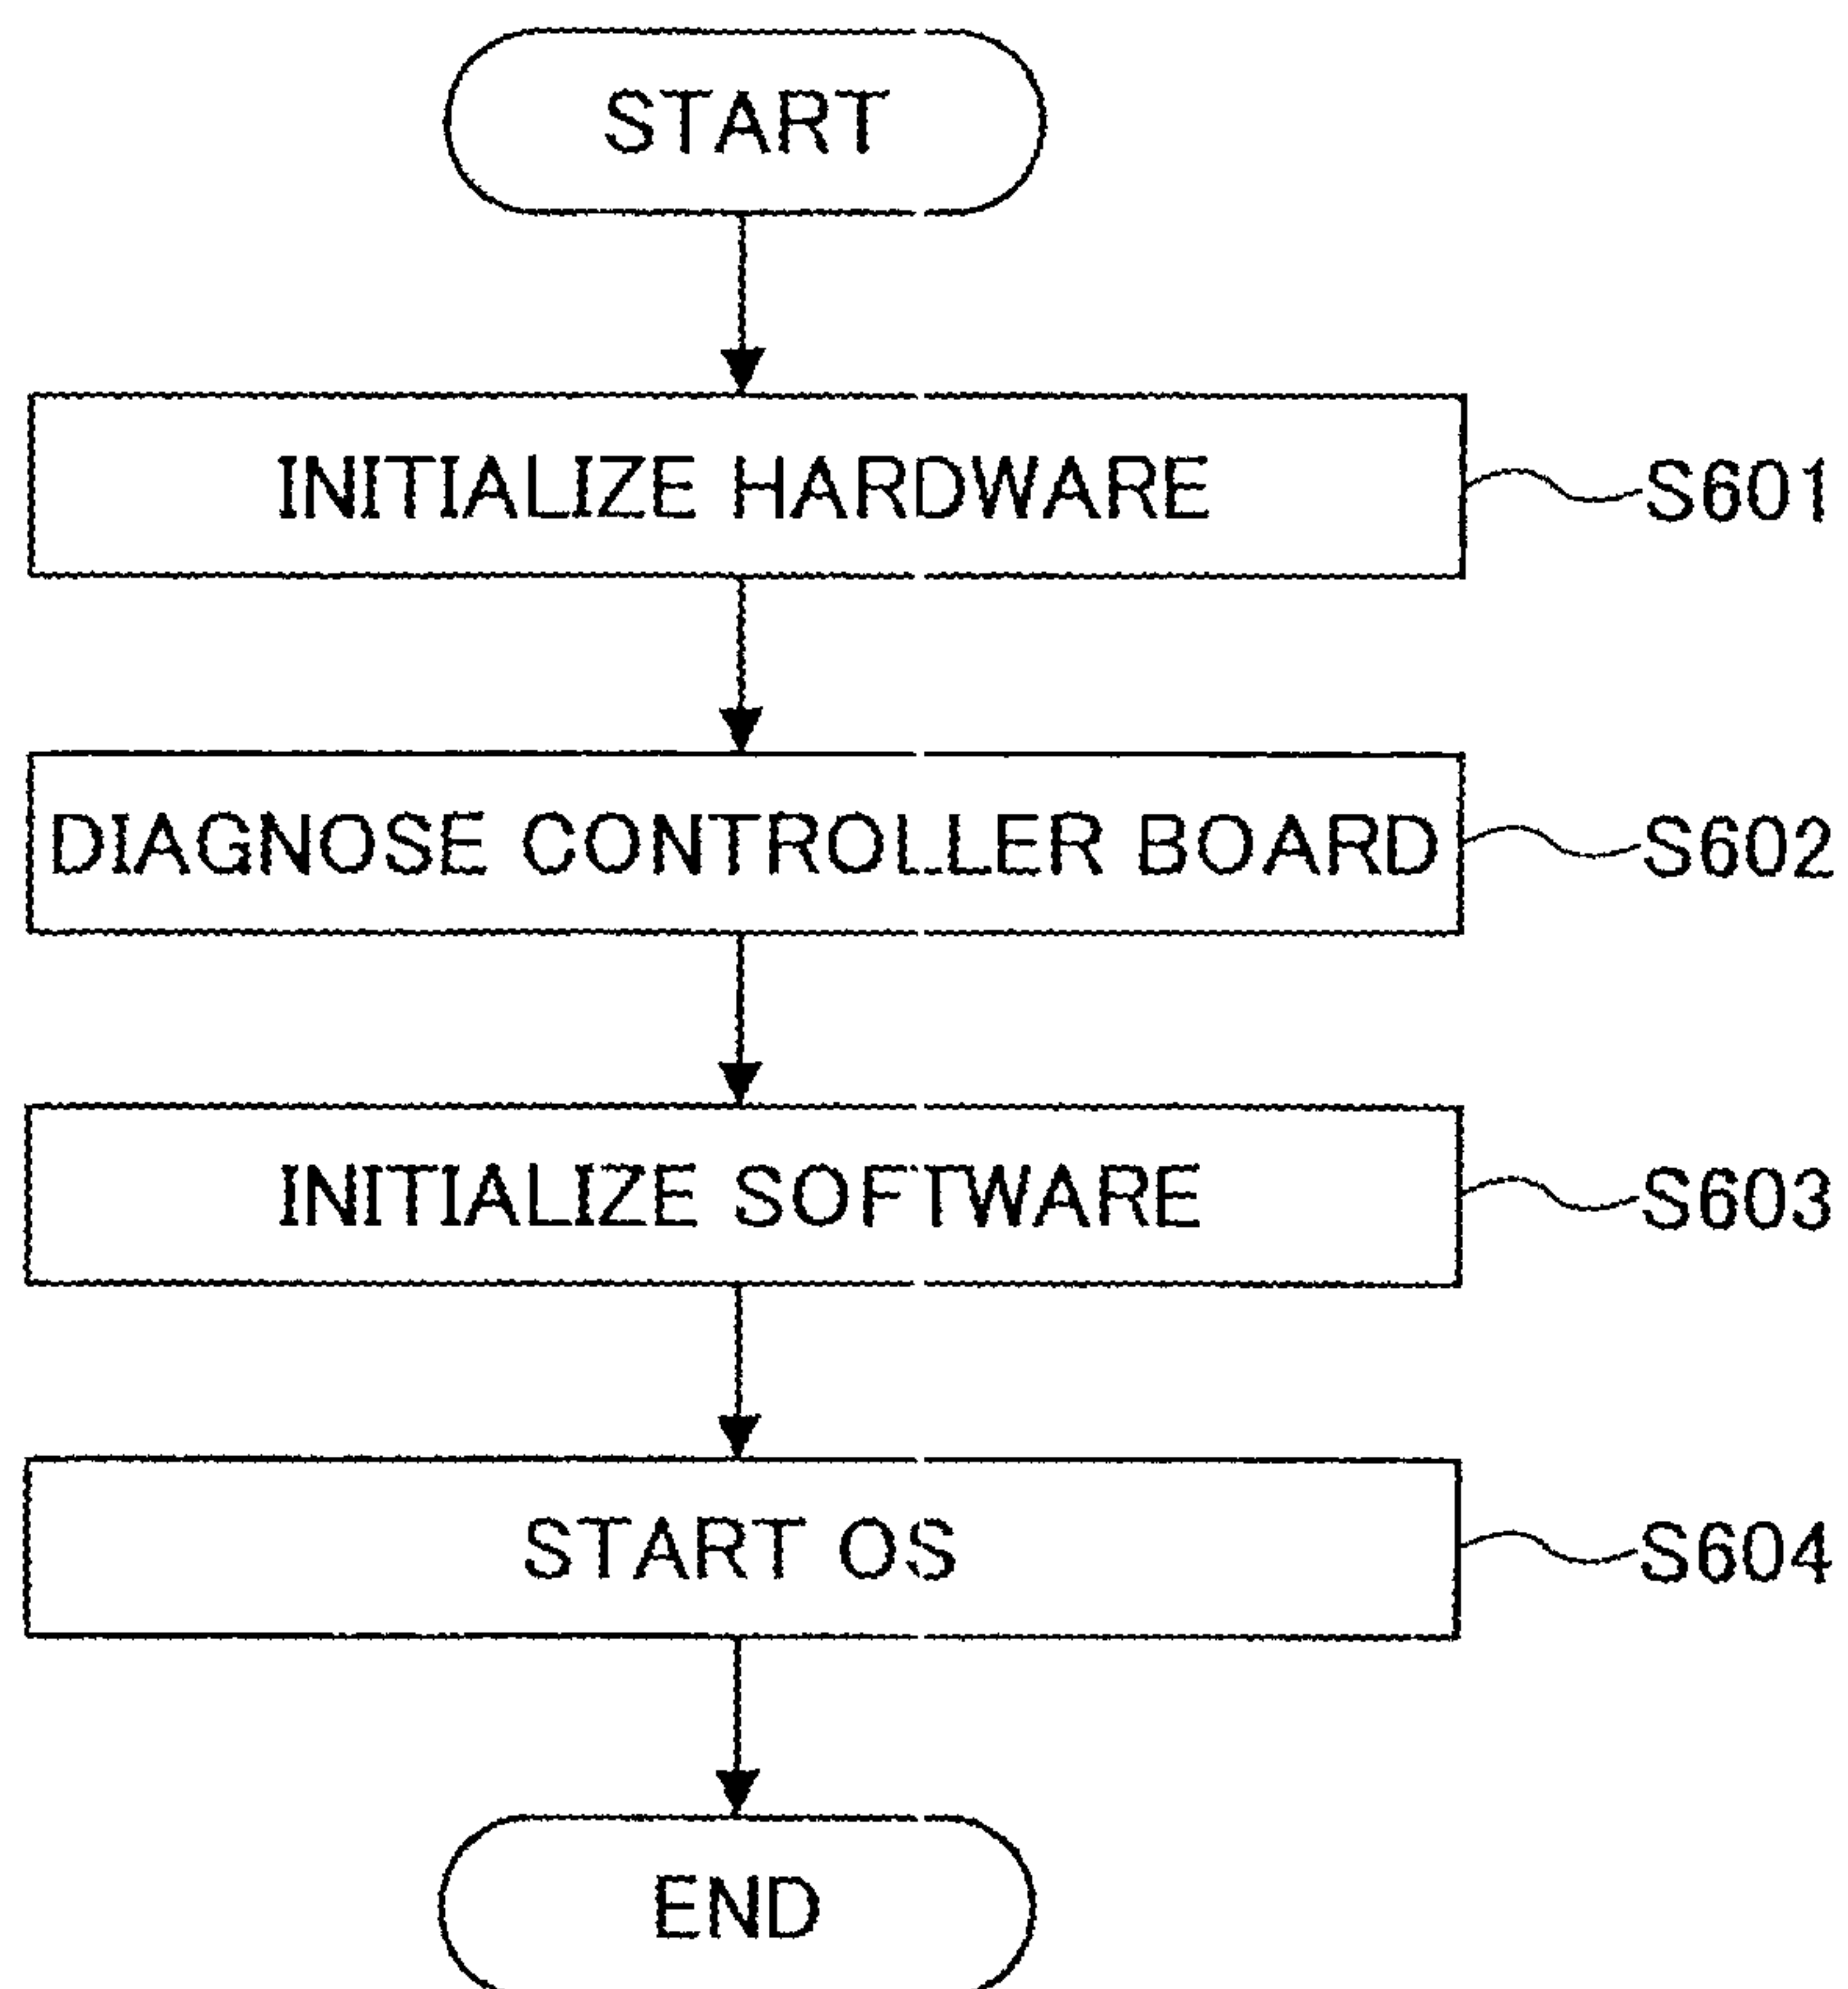 START
INITIALIZE HARDWARE
S601
DIAGNOSE CONTROLLER BOARD
S602
INITIALIZE SOFTWARE
S603
START OS
S604
END